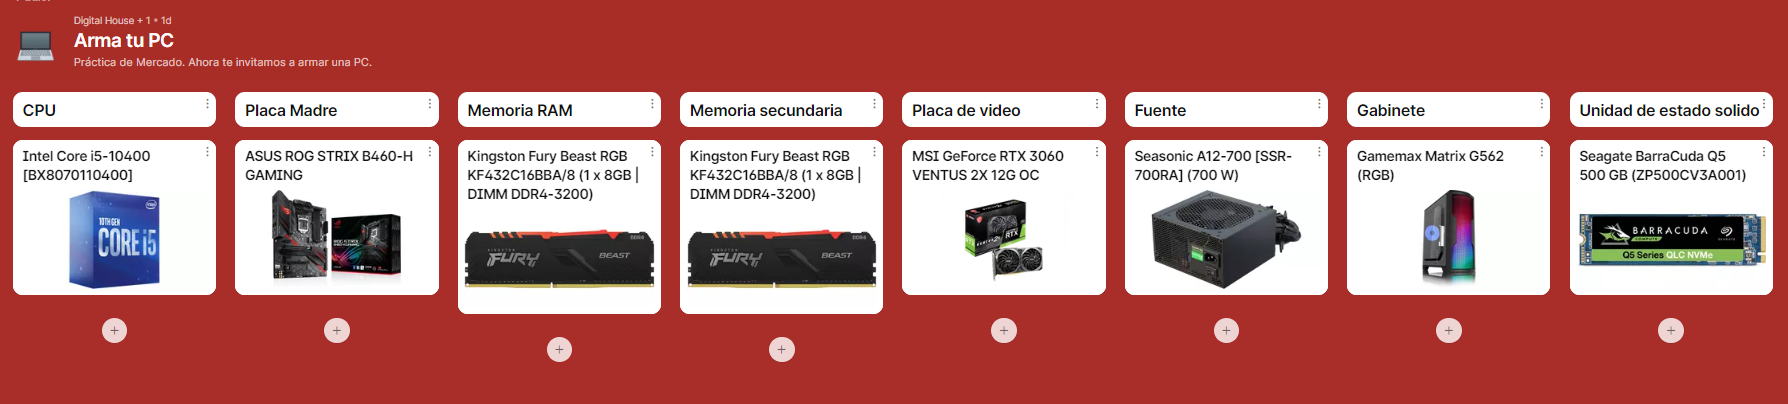 Digital House + 1 • 1d
Arma tu PC
Práctica de Mercado. Ahora te invitamos a armar una PC.
CPU
Intel Core i5-10400
[BX8070110400]
10TH GEN
CORE i5
Placa Madre
ASUS ROG STRIX B460-H
GAMING
Memoria RAM
Kingston Fury Beast RGB
KF432C16BBA/8 (1 x 8GB |
DIMM DDR4-3200)
KINGSTON
FURY
BEAST
Memoria secundaria
Kingston Fury Beast RGB
KF432C16BBA/8 (1 x 8GB |
DIMM DDR4-3200)
KINGSTON
FURY
BEAST
Placa de video
MSI GeForce RTX 3060
VENTUS 2X 12G OC
RTX
Fuente
Seasonic A12-700 [SSR-
700RA] (700 W)
Gabinete
Gamemax Matrix G562
(RGB)
Unidad de estado solido
Seagate BarraCuda Q5
500 GB (ZP500CV3A001)
BARRACUDA
Q5 Series QLC NVMe